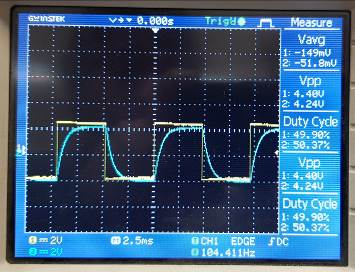 GWINSTEK 0.000s Trig'd Measure
Vavg
1: -149mV
2: -51.8mV
Vpp
1: 4.40V
2: 4.24V
Duty Cycle
1: 49.90%
2: 50.37%
Vpp
1: 4.40V
2: 4.24V
Duty Cycle
1: 49.90%
2: 50.37%
1 = 2V M 2.5ms CH1 EDGE DC
2 = 2V 104.411Hz